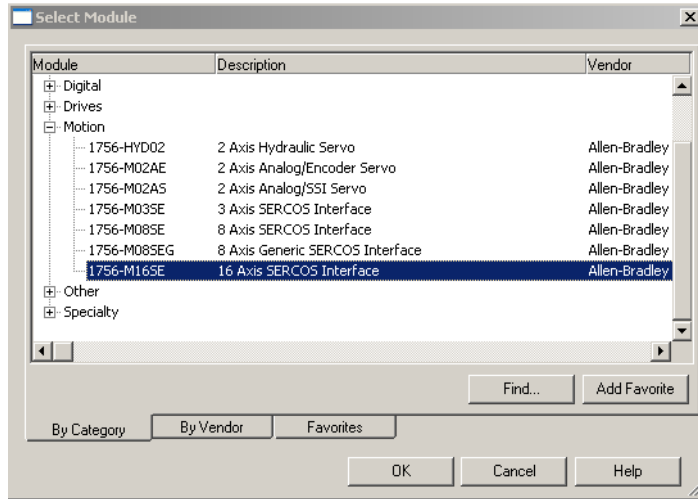 Select Module
Module Description Vendor
Digital
Drives
Motion
1756-HYD02 2 Axis Hydraulic Servo Allen-Bradley
1756-M02AE 2 Axis Analog/Encoder Servo Allen-Bradley
1756-M02AS 2 Axis Analog/SSI Servo Allen-Bradley
1756-M03SE 3 Axis SERCOS Interface Allen-Bradley
1756-M08SE 8 Axis SERCOS Interface Allen-Bradley
1756-M08SEG 8 Axis Generic SERCOS Interface Allen-Bradley
1756-M16SE 16 Axis SERCOS Interface Allen-Bradley
Other
Specialty
Find... Add Favorite
By Category By Vendor Favorites
OK Cancel Help